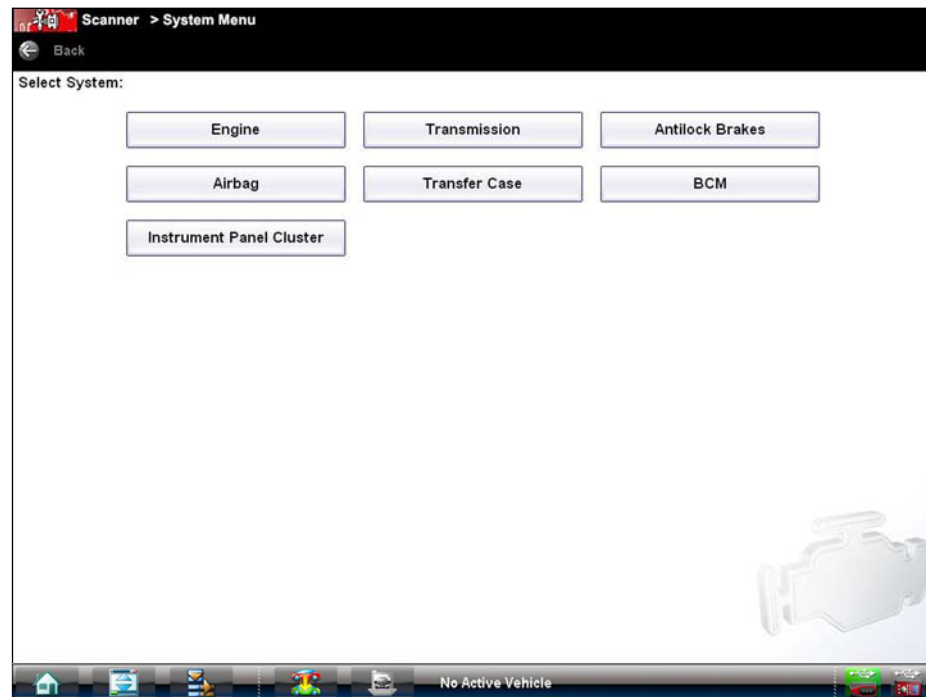 Scanner > System Menu
Back
Select System:
Engine Transmission Antilock Brakes
Airbag Transfer Case BCM
Instrument Panel Cluster
No Active Vehicle